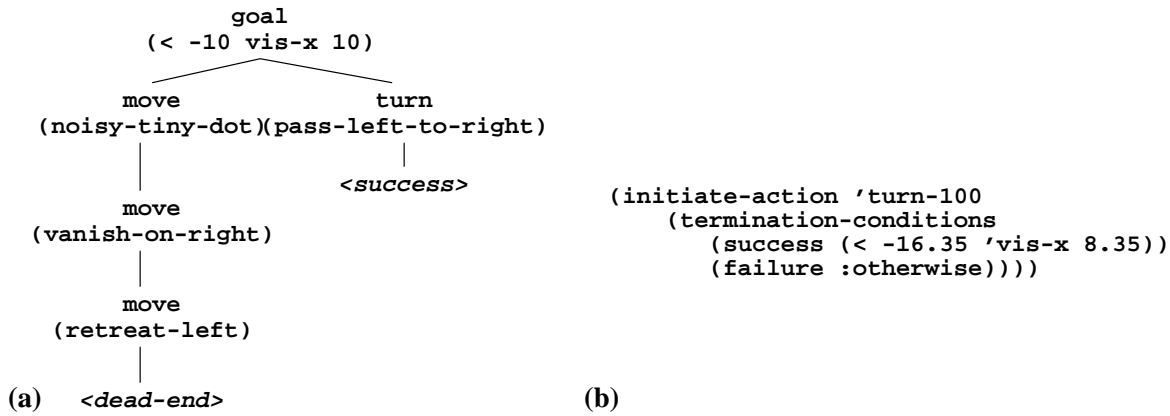 goal
(< -10 vis-x 10)
move turn
(noisy-tiny-dot)(pass-left-to-right)
<success>
move
(vanish-on-right)
move
(retreat-left)
<dead-end>
(a)
(initiate-action ’turn-100
(termination-conditions
(success (< -16.35 ’vis-x 8.35))
(failure :otherwise))))
(b)